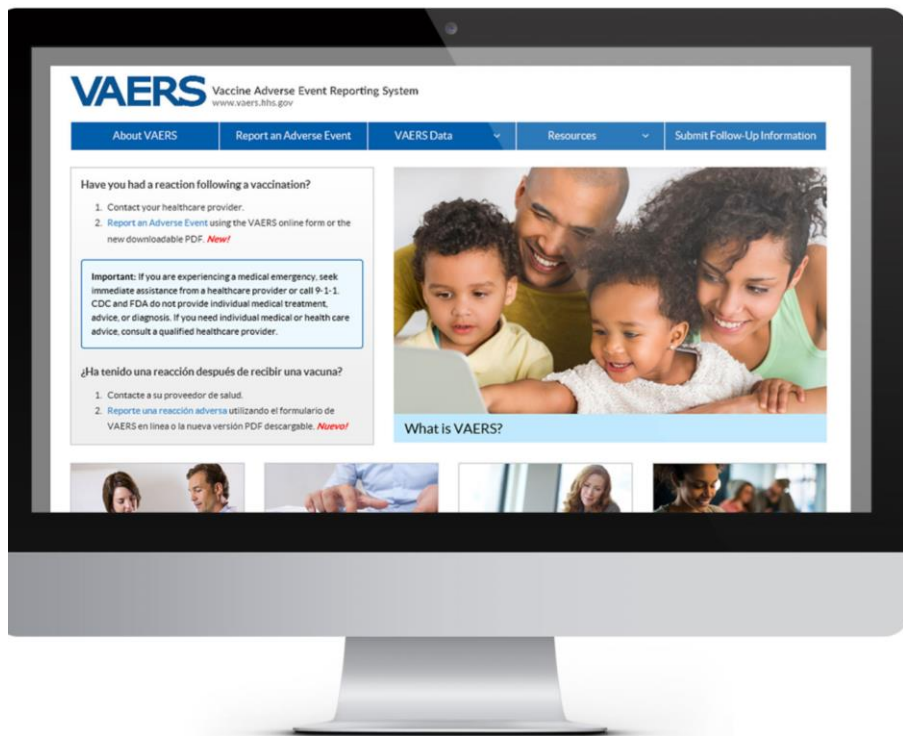 VAERS Vaccine Adverse Event Reporting System
www.vaers.hhs.gov
About VAERS Report an Adverse Event VAERS Data Resources Submit Follow-Up Information
Have you had a reaction following a vaccination?
1. Contact your healthcare provider.
2. Report an Adverse Event using the VAERS online form or the
new downloadable PDF. New!
Important: If you are experiencing a medical emergency, seek
immediate assistance from a healthcare provider or call 9-1-1.
CDC and FDA do not provide individual medical treatment,
advice, or diagnosis. If you need individual medical or health care
advice, consult a qualified healthcare provider.
¿Ha tenido una reacción después de recibir una vacuna?
1. Contacte a su proveedor de salud.
2. Reporte una reacción adversa utilizando el formulario de
VAERS en línea o la nueva versión PDF descargable. Nuevo!
What is VAERS?